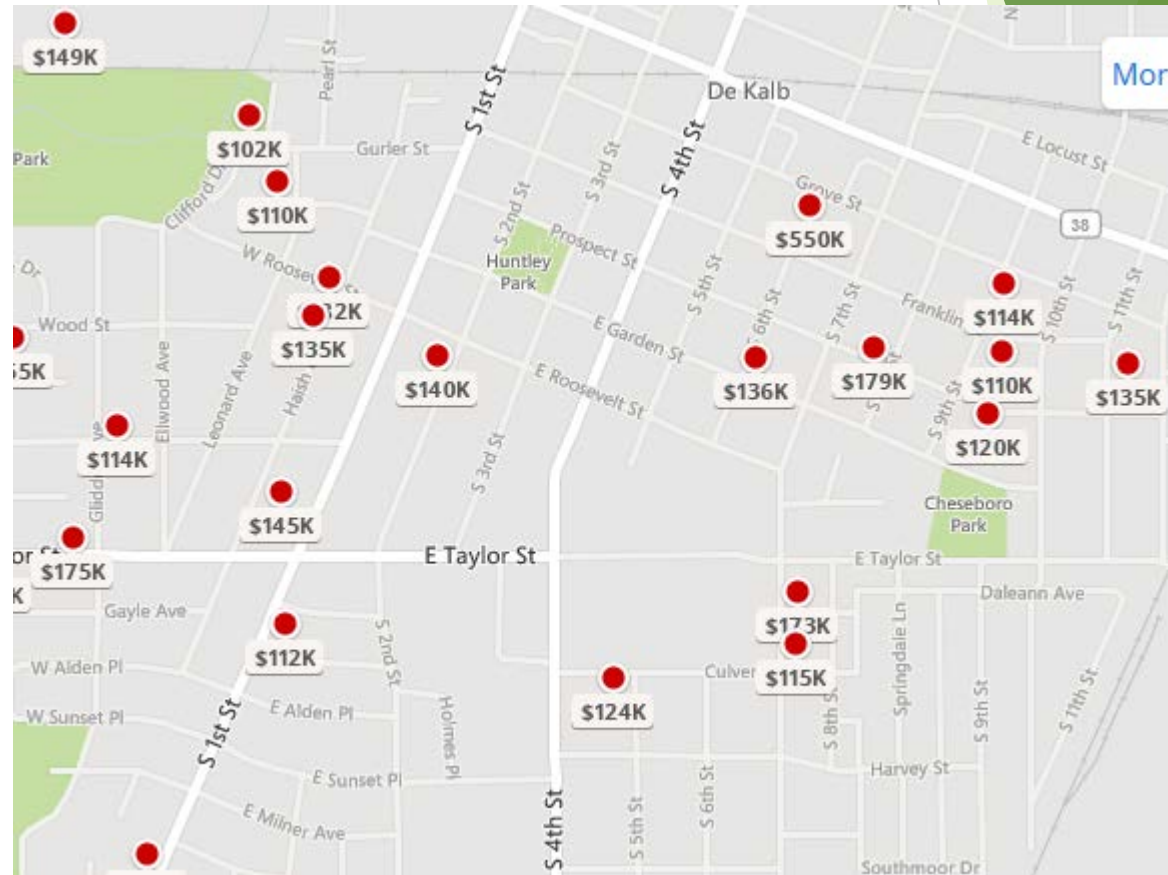 $149K
Pearl St
S 1st St
De Kalb
Mor
N
$102K
Park
Gurler St
S 4th St
E Locust St
S 3rd St
Clifford
Grove St
$110K
S 2nd St
$550K
38
Prospect St
W Roosevelt St
Huntley
Park
S 5th St
Dr
Wood St
$135K
S 6th St
S 7th St
Franklin
$114K
S 10th St
S 11th St
5K
E Garden St
Ellwood Ave
Leonard Ave
Haish
$140K
E Roosevelt St
$136K
$179K
$110K
$135K
S 9th St
$114K
S 3rd St
$120K
$145K
Cheseboro
Park
or St
E Taylor St
E Taylor St
$175K
K
Gayle Ave
Daleann Ave
$173K
S 2nd St
$112K
W Alden Pl
Culver
$115K
Springdale Ln
S 9th St
S 11th St
$124K
W Sunset Pl
E Alden Pl
Holmes Pl
S 8th St
S 1st St
E Sunset Pl
Harvey St
E Milner Ave
S 4th St
S 5th St
S 6th St
Southmoor Dr